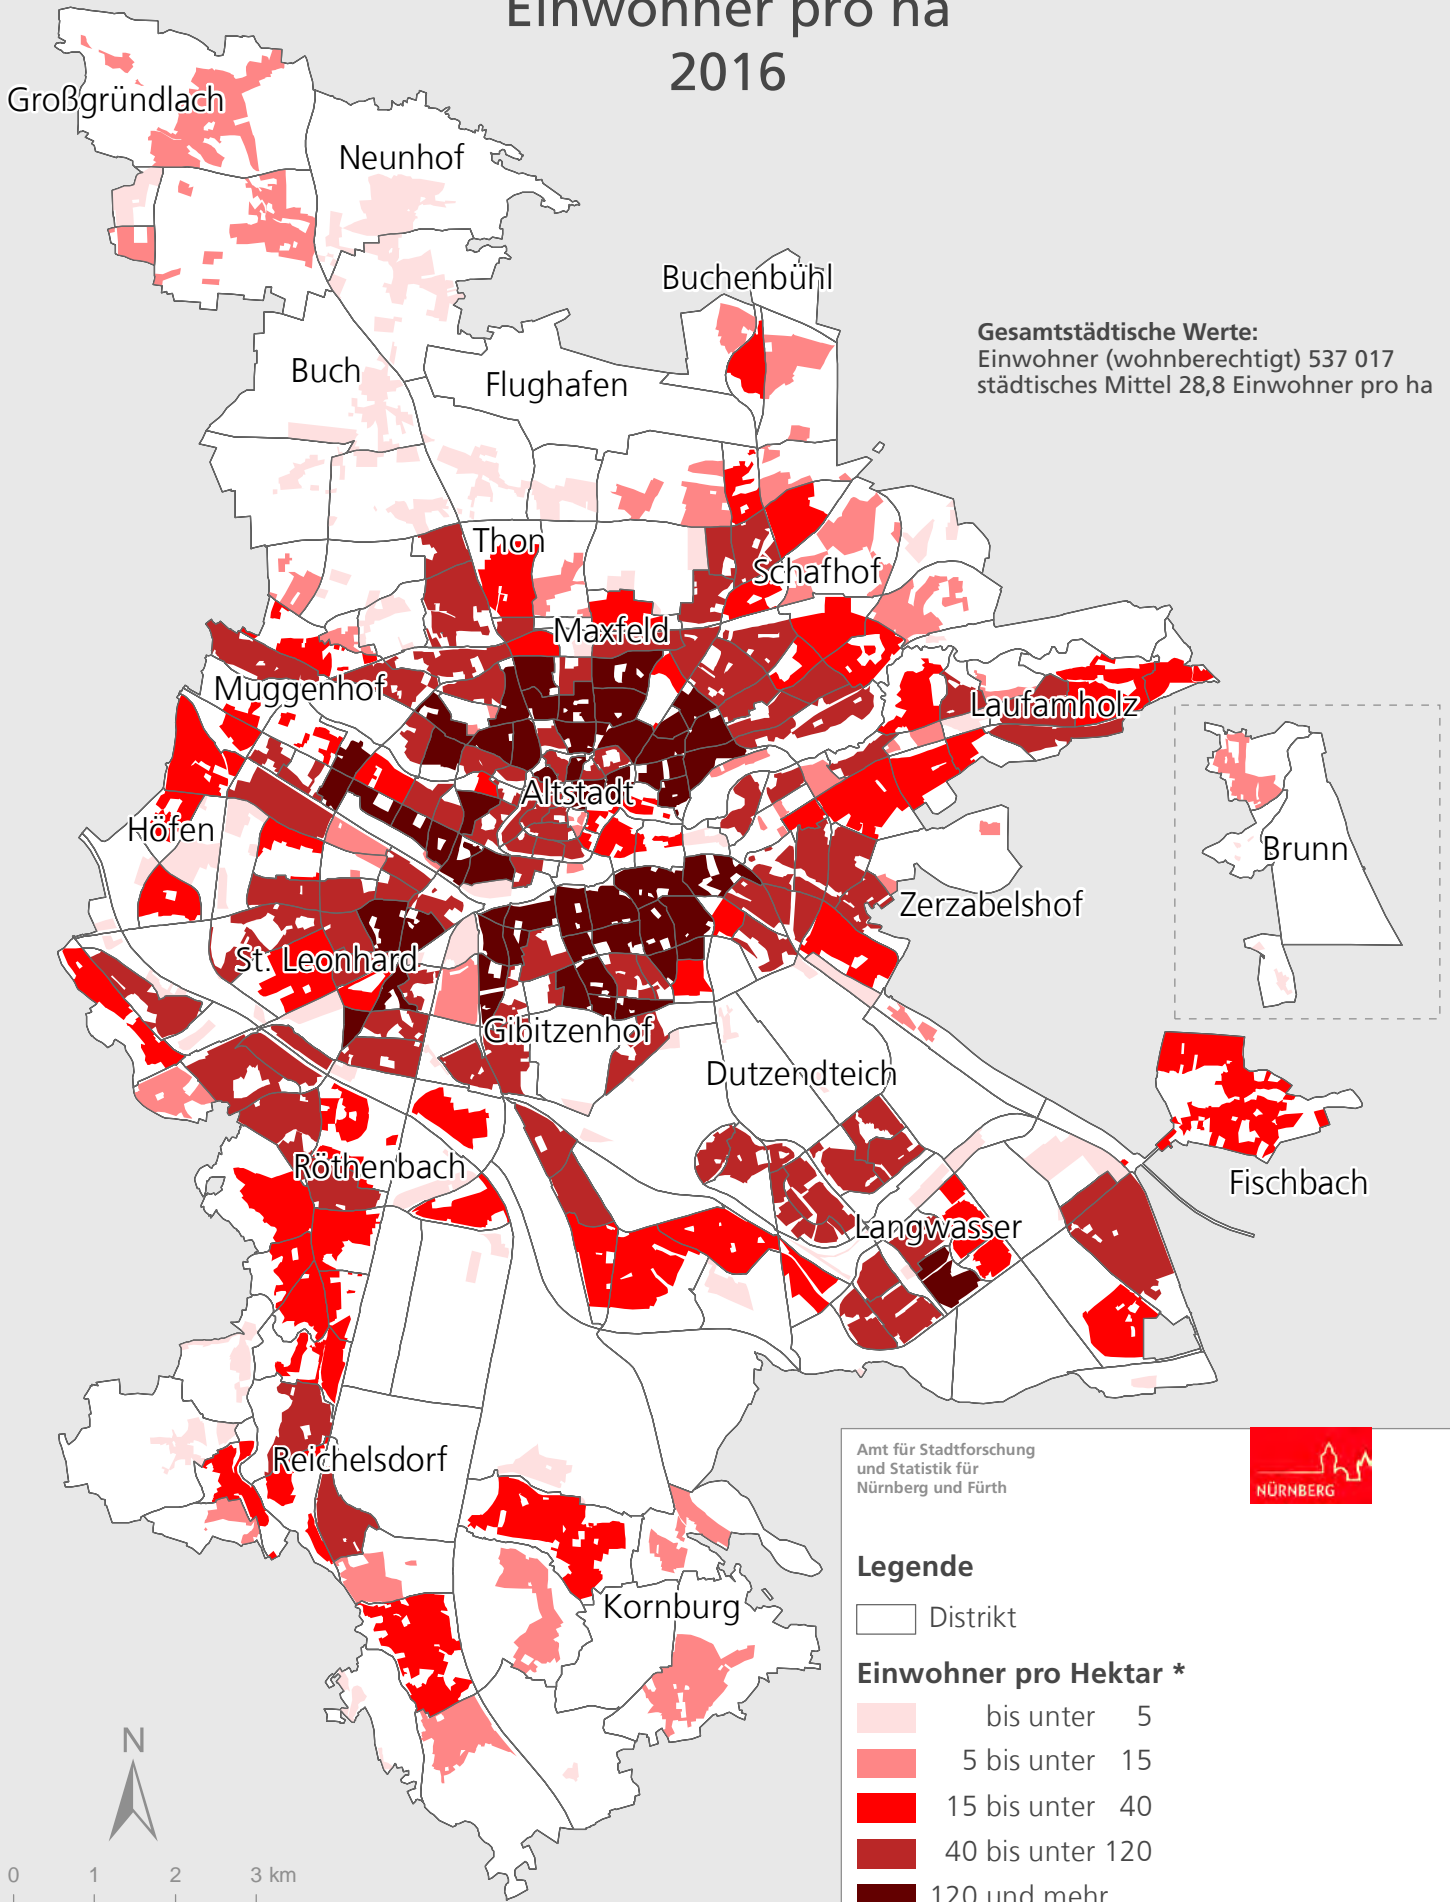 Einwohner pro ha
2016
Großgründlach
Neunhof
Buchenbühl
Gesamtstädtische Werte:
Einwohner (wohnberechtigt) 537 017
städtisches Mittel 28,8 Einwohner pro ha
Buch
Flughafen
Thon
Schafhof
Maxfeld
Muggenhof
Laufamholz
Altstadt
Höfen
Brunn
Zerzabelshof
St. Leonhard
Gibitzenhof
Dutzendteich
Röthenbach
Fischbach
Langwasser
Reichelsdorf
Kornburg
Amt für Stadtforschung
und Statistik für
Nürnberg und Fürth
NÜRNBERG
Legende
Distrikt
Einwohner pro Hektar *
bis unter 5
5 bis unter 15
15 bis unter 40
40 bis unter 120
120 und mehr
N
0 1 2 3 km